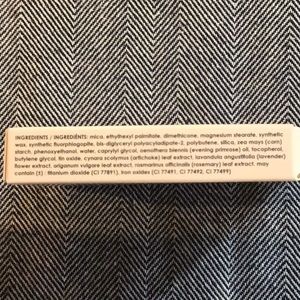 INGREDIENTS / INGRÉDIENTS: mica, ethylhexyl palmitate, dimethicone, magnesium stearate, synthetic
wax, synthetic fluorphlogopite, bis-diglyceryl polyacyladipate-2, polybutene, silica, zea mays (corn)
starch, phenoxyethanol, water, caprylyl glycol, oenothera biennis (evening primrose) oil, tocopherol,
butylene glycol, tin oxide, cynara scolymus (artichoke) leaf extract, lavandula angustifolia (lavender)
flower extract, origanum vulgare leaf extract, rosmarinus officinalis (rosemary) leaf extract. may
contain (±) : titanium dioxide (CI 77891), iron oxides (CI 77491, CI 77492, CI 77499)